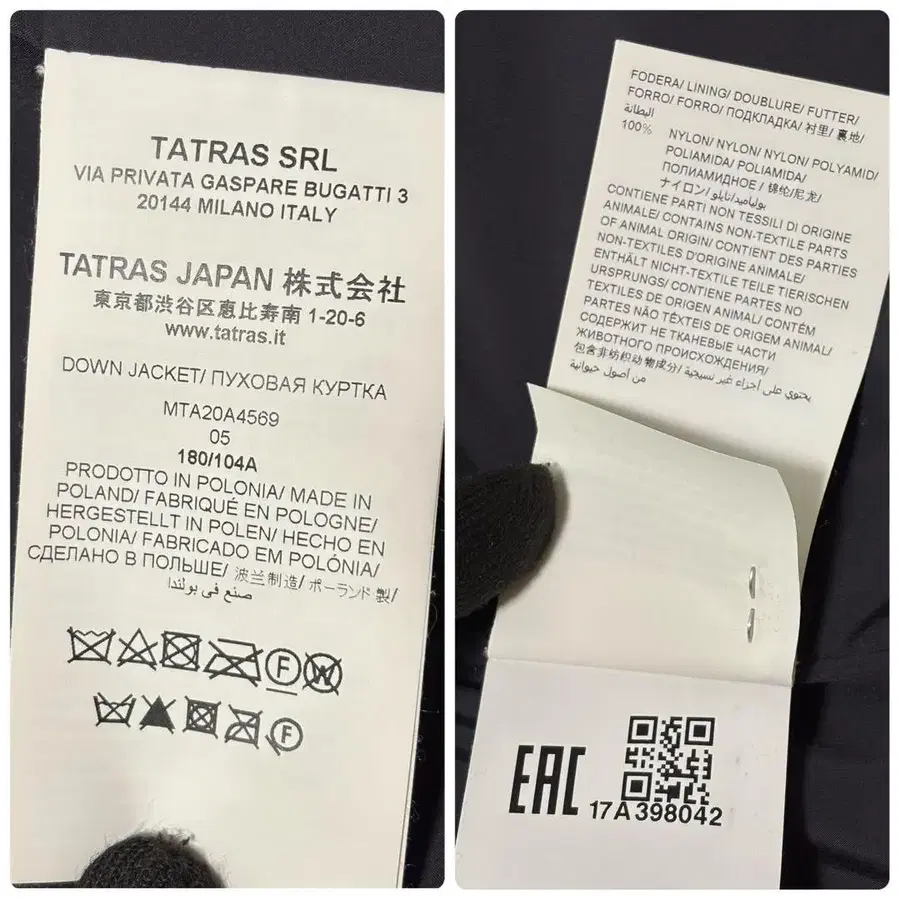 TATRAS SRL
VIA PRIVATA GASPARE BUGATTI 3
20144 MILANO ITALY
TATRAS JAPAN 株式会社
東京都渋谷区恵比寿南 1-20-6
www.tatras.it
DOWN JACKET/ ПУХОВАЯ КУРТКА
MTA20A4569
05
180/104A
PRODOTTO IN POLONIA/ MADE IN
POLAND/ FABRIQUÉ EN POLOGNE/
HERGESTELLT IN POLEN/ HECHO EN
POLONIA/ FABRICADO EM POLÓNIA/
СДЕЛАНО В ПОЛЬШЕ/ 波兰制造/ ポーランド製/
صنع في بولندا
F W
F
FODERA/ LINING/ DOUBLURE/ FUTTER/
FORRO/ FORRO/ ПОДКЛАДКА/ 衬里/ 裏地/
البطانة
100%
NYLON/ NYLON/ NYLON/ POLYAMID/
POLIAMIDA/ POLIAMIDA/
ПОЛИАМИДНОЕ / 锦纶/尼龙/
ナイロン/ بولياميد/نايلو
CONTIENE PARTI NON TESSILI DI ORIGINE
ANIMALE/ CONTAINS NON-TEXTILE PARTS
OF ANIMAL ORIGIN/ CONTIENT DES PARTIES
NON-TEXTILES D'ORIGINE ANIMALE/
ENTHÄLT NICHT-TEXTILE TEILE TIERISCHEN
URSPRUNGS/ CONTIENE PARTES NO
TEXTILES DE ORIGEN ANIMAL/ CONTÉM
PARTES NÃO TÊXTEIS DE ORIGEM ANIMAL/
СОДЕРЖИТ НЕ ТКАНЕВЫЕ ЧАСТИ
ЖИВОТНОГО ПРОИСХОЖДЕНИЯ/
包含非纺织动物成分/ يحتوي على أجزاء غير نسيجية
من أصول حيوانية
EAC
17A398042